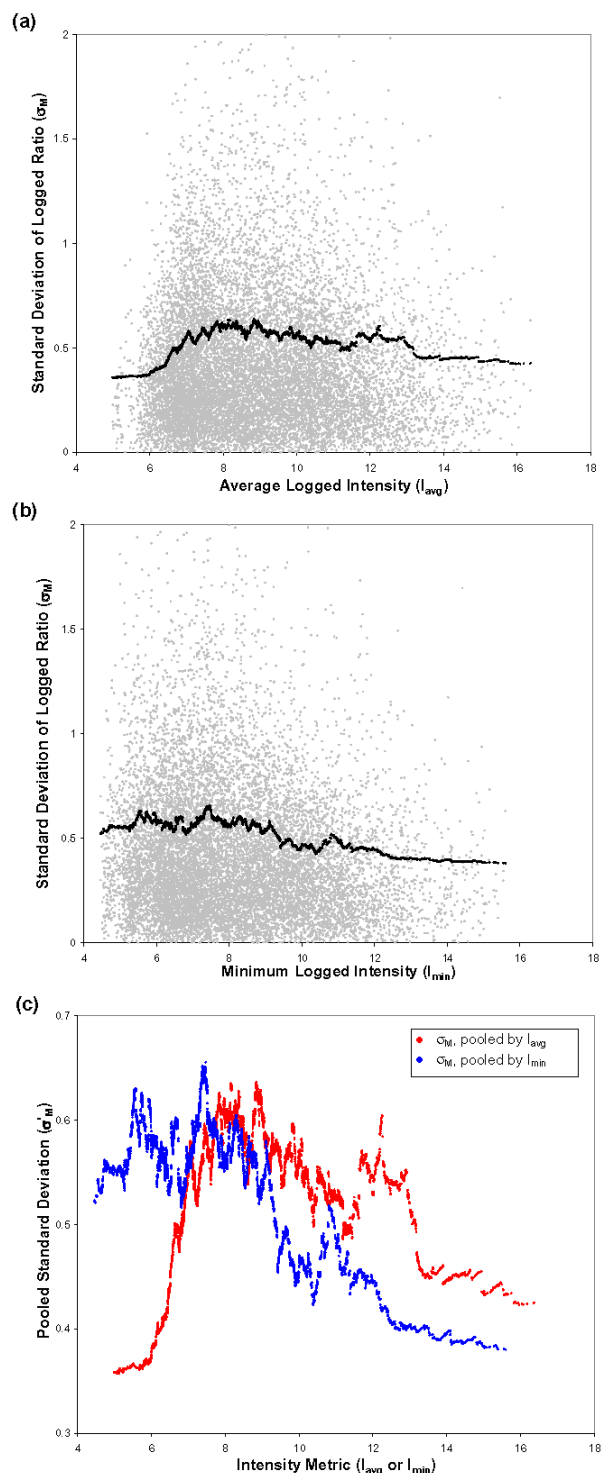 (a)
2
1.5
1
0.5
0
Standard Deviation of Logged Ratio (σM)
4 6 8 10 12 14 16 18
Average Logged Intensity (Iavg)
(b)
2
1.5
1
0.5
0
Standard Deviation of Logged Ratio (σM)
4 6 8 10 12 14 16 18
Minimum Logged Intensity (Imin)
(c)
0.7
0.6
0.5
0.4
0.3
Pooled Standard Deviation (σ'M)
σM, pooled by Iavg
σM, pooled by Imin
4 6 8 10 12 14 16 18
Intensity Metric (Iavg or Imin)